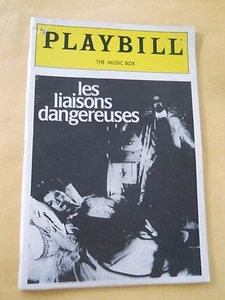 PLAYBILL
THE MUSIC BOX
les
liaisons
dangereuses